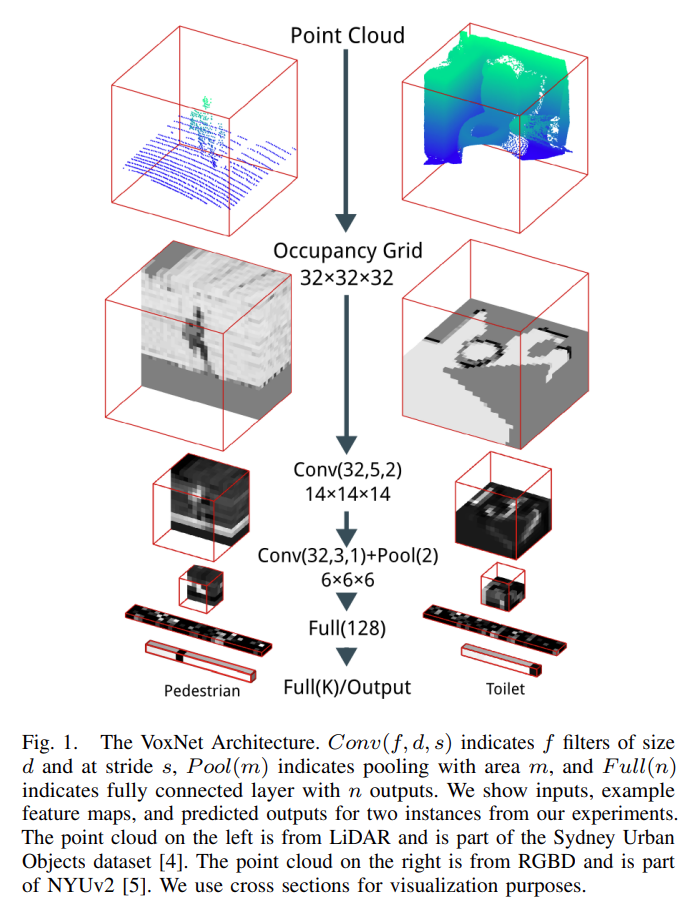 Point Cloud
Occupancy Grid
32×32×32
Conv(32,5,2)
14×14×14
Conv(32,3,1)+Pool(2)
6×6×6
Full(128)
Pedestrian
Full(K)/Output
Toilet
Fig. 1. The VoxNet Architecture. Conv(f, d, s) indicates f filters of size
d and at stride s, Pool(m) indicates pooling with area m, and Full(n)
indicates fully connected layer with n outputs. We show inputs, example
feature maps, and predicted outputs for two instances from our experiments.
The point cloud on the left is from LiDAR and is part of the Sydney Urban
Objects dataset [4]. The point cloud on the right is from RGBD and is part
of NYUv2 [5]. We use cross sections for visualization purposes.